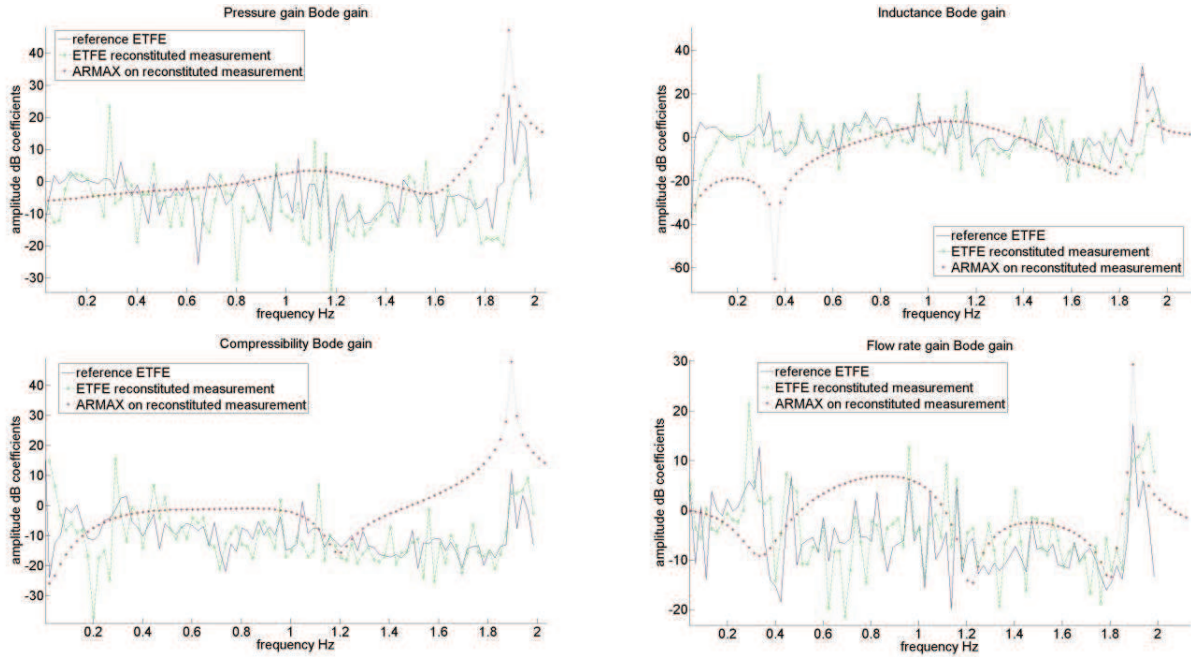 Pressure gain Bode gain
reference ETFE
ETFE reconstituted measurement
ARMAX on reconstituted measurement
amplitude dB coefficients
40
30
20
10
0
-10
-20
-30
0.2 0.4 0.6 0.8 1 1.2 1.4 1.6 1.8 2
frequency Hz
Inductance Bode gain
amplitude dB coefficients
40
20
0
-20
-40
-60
reference ETFE
ETFE reconstituted measurement
ARMAX on reconstituted measurement
0.2 0.4 0.6 0.8 1 1.2 1.4 1.6 1.8 2
frequency Hz
Compressibility Bode gain
reference ETFE
ETFE reconstituted measurement
ARMAX on reconstituted measurement
amplitude dB coefficients
40
30
20
10
0
-10
-20
-30
0.2 0.4 0.6 0.8 1 1.2 1.4 1.6 1.8 2
frequency Hz
Flow rate gain Bode gain
reference ETFE
ETFE reconstituted measurement
ARMAX on reconstituted measurement
amplitude dB coefficients
30
20
10
0
-10
-20
0.2 0.4 0.6 0.8 1 1.2 1.4 1.6 1.8 2
frequency Hz